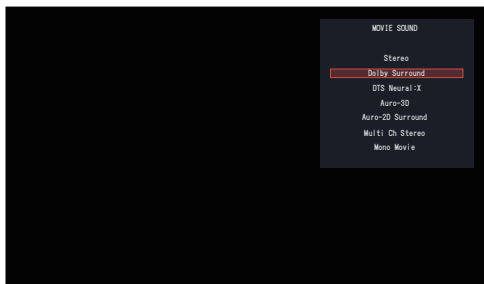 MOVIE SOUND
Stereo
Dolby Surround
DTS Neural:X
Auro-3D
Auro-2D Surround
Multi Ch Stereo
Mono Movie